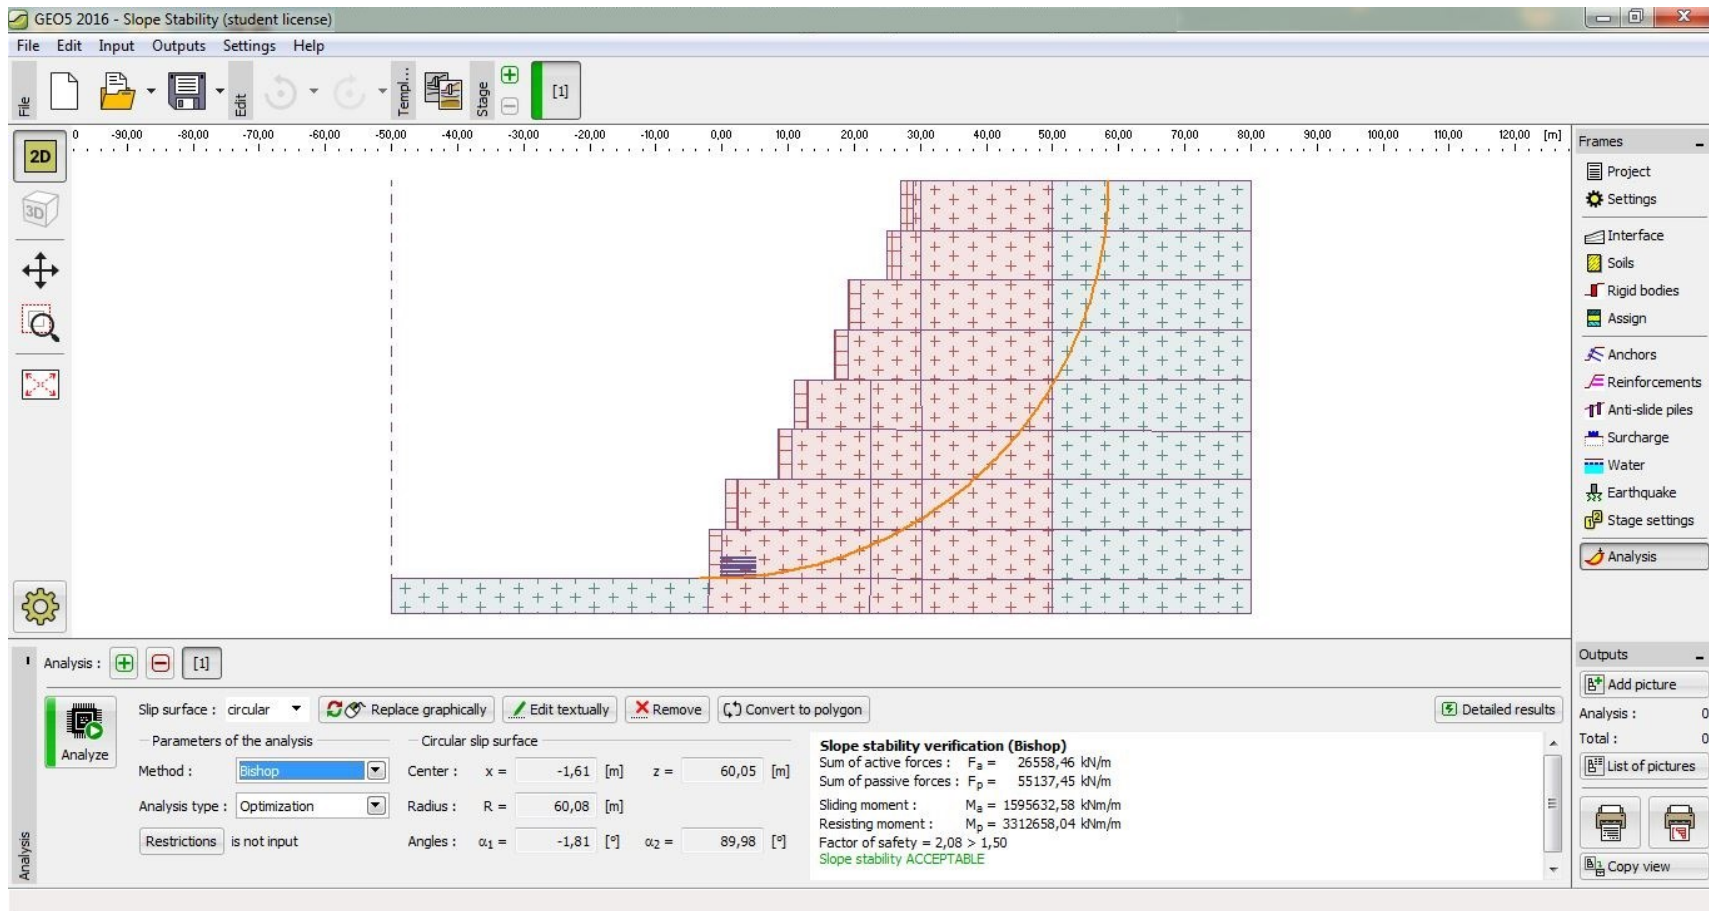 GEO5 2016 - Slope Stability (student license)
File Edit Input Outputs Settings Help
File
Edit
Templ...
Stage
[1]
0 -90,00 -80,00 -70,00 -60,00 -50,00 -40,00 -30,00 -20,00 -10,00 0,00 10,00 20,00 30,00 40,00 50,00 60,00 70,00 80,00 90,00 100,00 110,00 120,00 [m]
2D
3D
Frames
Project
Settings
Interface
Soils
Rigid bodies
Assign
Anchors
Reinforcements
Anti-slide piles
Surcharge
Water
Earthquake
Stage settings
Analysis
Outputs
Add picture
Analysis : 0
Total : 0
List of pictures
Copy view
Analysis : [1]
Analysis
Analyze
Slip surface : circular Replace graphically Edit textually Remove Convert to polygon Detailed results
Parameters of the analysis
Method : Bishop
Analysis type : Optimization
Restrictions is not input
Circular slip surface
Center : x = -1,61 [m] z = 60,05 [m]
Radius : R = 60,08 [m]
Angles : α1 = -1,81 [°] α2 = 89,98 [°]
Slope stability verification (Bishop)
Sum of active forces : Fa = 26558,46 kN/m
Sum of passive forces : Fp = 55137,45 kN/m
Sliding moment : Ma = 1595632,58 kNm/m
Resisting moment : Mp = 3312658,04 kNm/m
Factor of safety = 2,08 > 1,50
Slope stability ACCEPTABLE